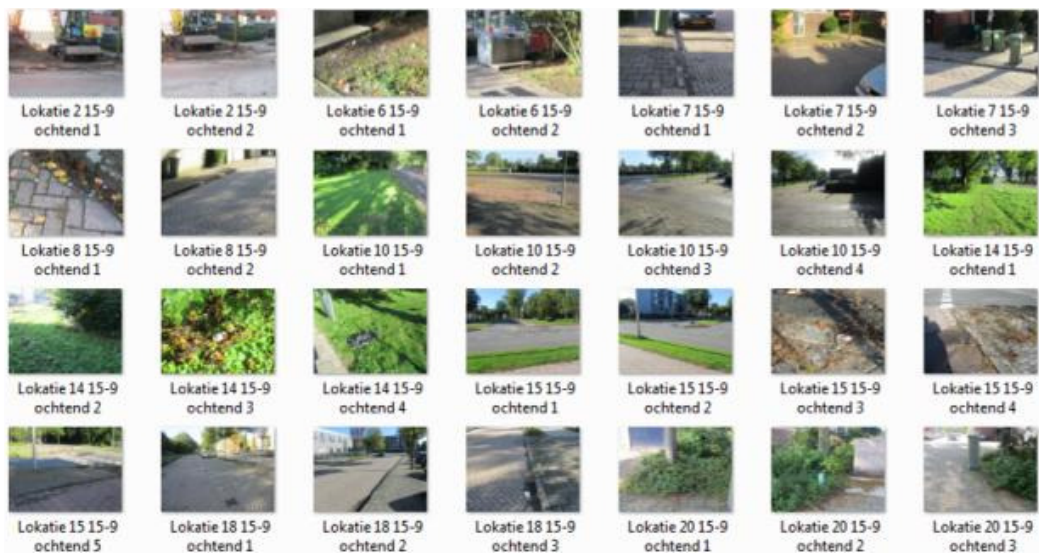 Lokatie 2 15-9
ochtend 1
Lokatie 2 15-9
ochtend 2
Lokatie 6 15-9
ochtend 1
Lokatie 6 15-9
ochtend 2
Lokatie 7 15-9
ochtend 1
Lokatie 7 15-9
ochtend 2
Lokatie 7 15-9
ochtend 3
Lokatie 8 15-9
ochtend 1
Lokatie 8 15-9
ochtend 2
Lokatie 10 15-9
ochtend 1
Lokatie 10 15-9
ochtend 2
Lokatie 10 15-9
ochtend 3
Lokatie 10 15-9
ochtend 4
Lokatie 14 15-9
ochtend 1
Lokatie 14 15-9
ochtend 2
Lokatie 14 15-9
ochtend 3
Lokatie 14 15-9
ochtend 4
Lokatie 15 15-9
ochtend 1
Lokatie 15 15-9
ochtend 2
Lokatie 15 15-9
ochtend 3
Lokatie 15 15-9
ochtend 4
Lokatie 15 15-9
ochtend 5
Lokatie 18 15-9
ochtend 1
Lokatie 18 15-9
ochtend 2
Lokatie 18 15-9
ochtend 3
Lokatie 20 15-9
ochtend 1
Lokatie 20 15-9
ochtend 2
Lokatie 20 15-9
ochtend 3